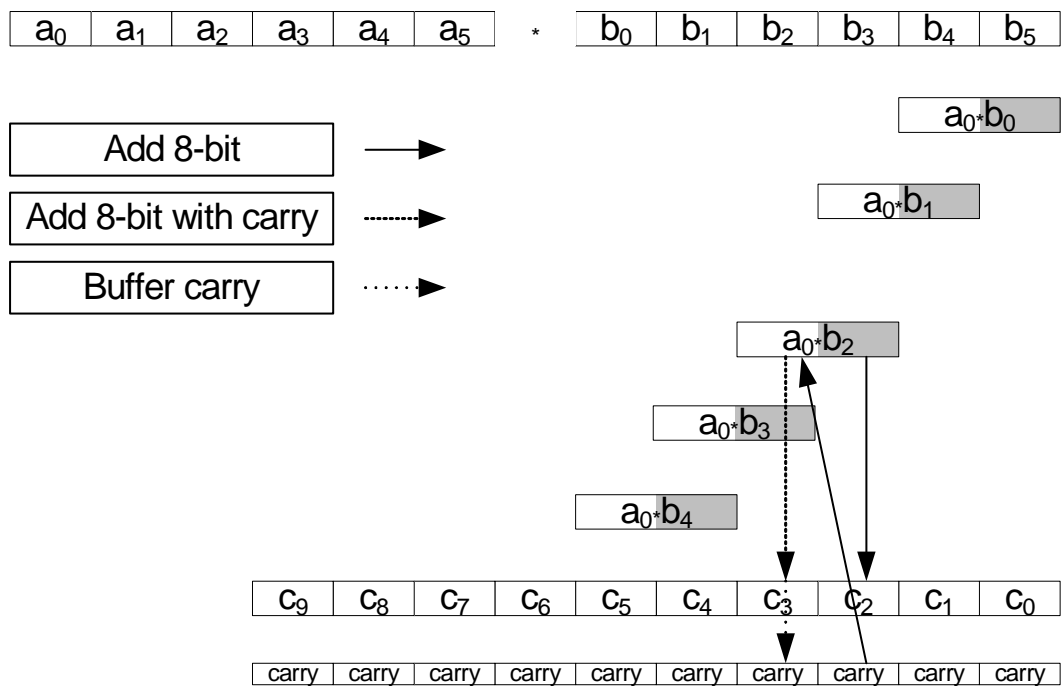 a₀ a₁ a₂ a₃ a₄ a₅ * b₀ b₁ b₂ b₃ b₄ b₅
a₀*b₀
Add 8-bit
a₀*b₁
Add 8-bit with carry
Buffer carry
a₀*b₂
a₀*b₃
a₀*b₄
c₉ c₈ c₇ c₆ c₅ c₄ c₃ c₂ c₁ c₀
carry carry carry carry carry carry carry carry carry carry